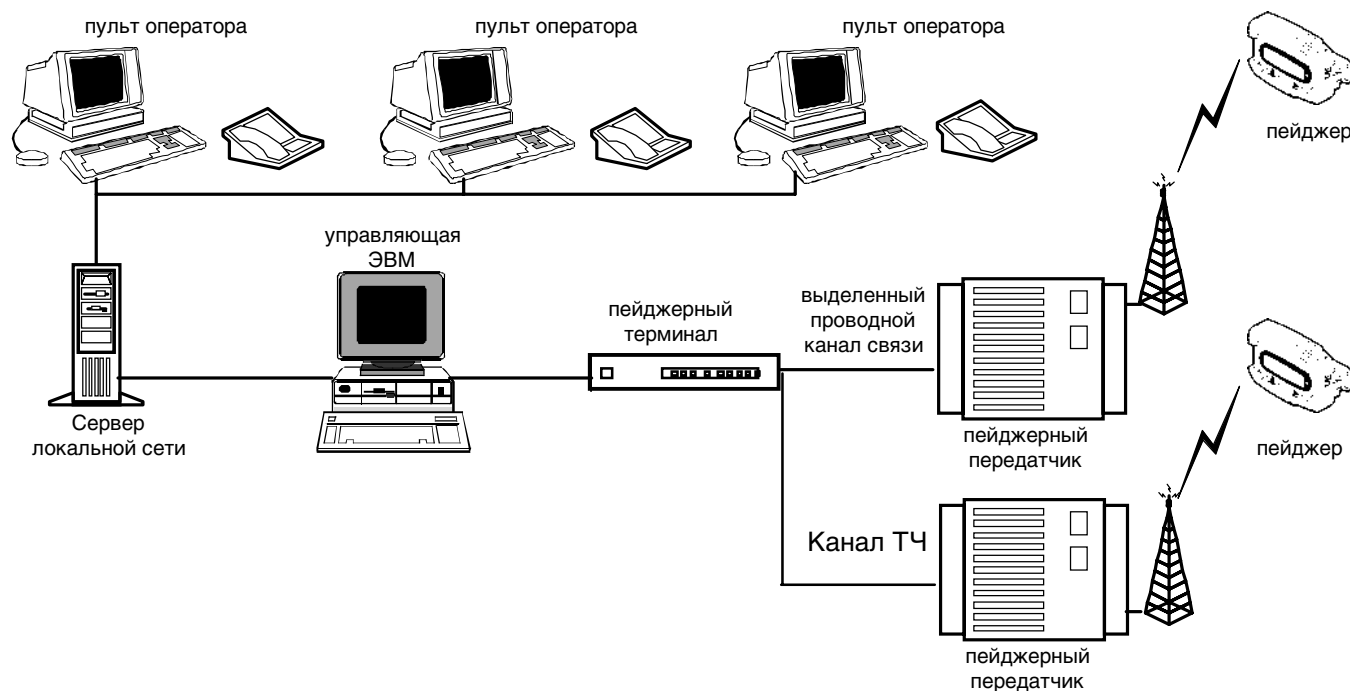 пульт оператора
пульт оператора
пульт оператора
пейджер
управляющая
ЭВМ
пейджерный
терминал
выделенный
проводной
канал связи
Сервер
локальной сети
пейджерный
передатчик
пейджер
Канал ТЧ
пейджерный
передатчик